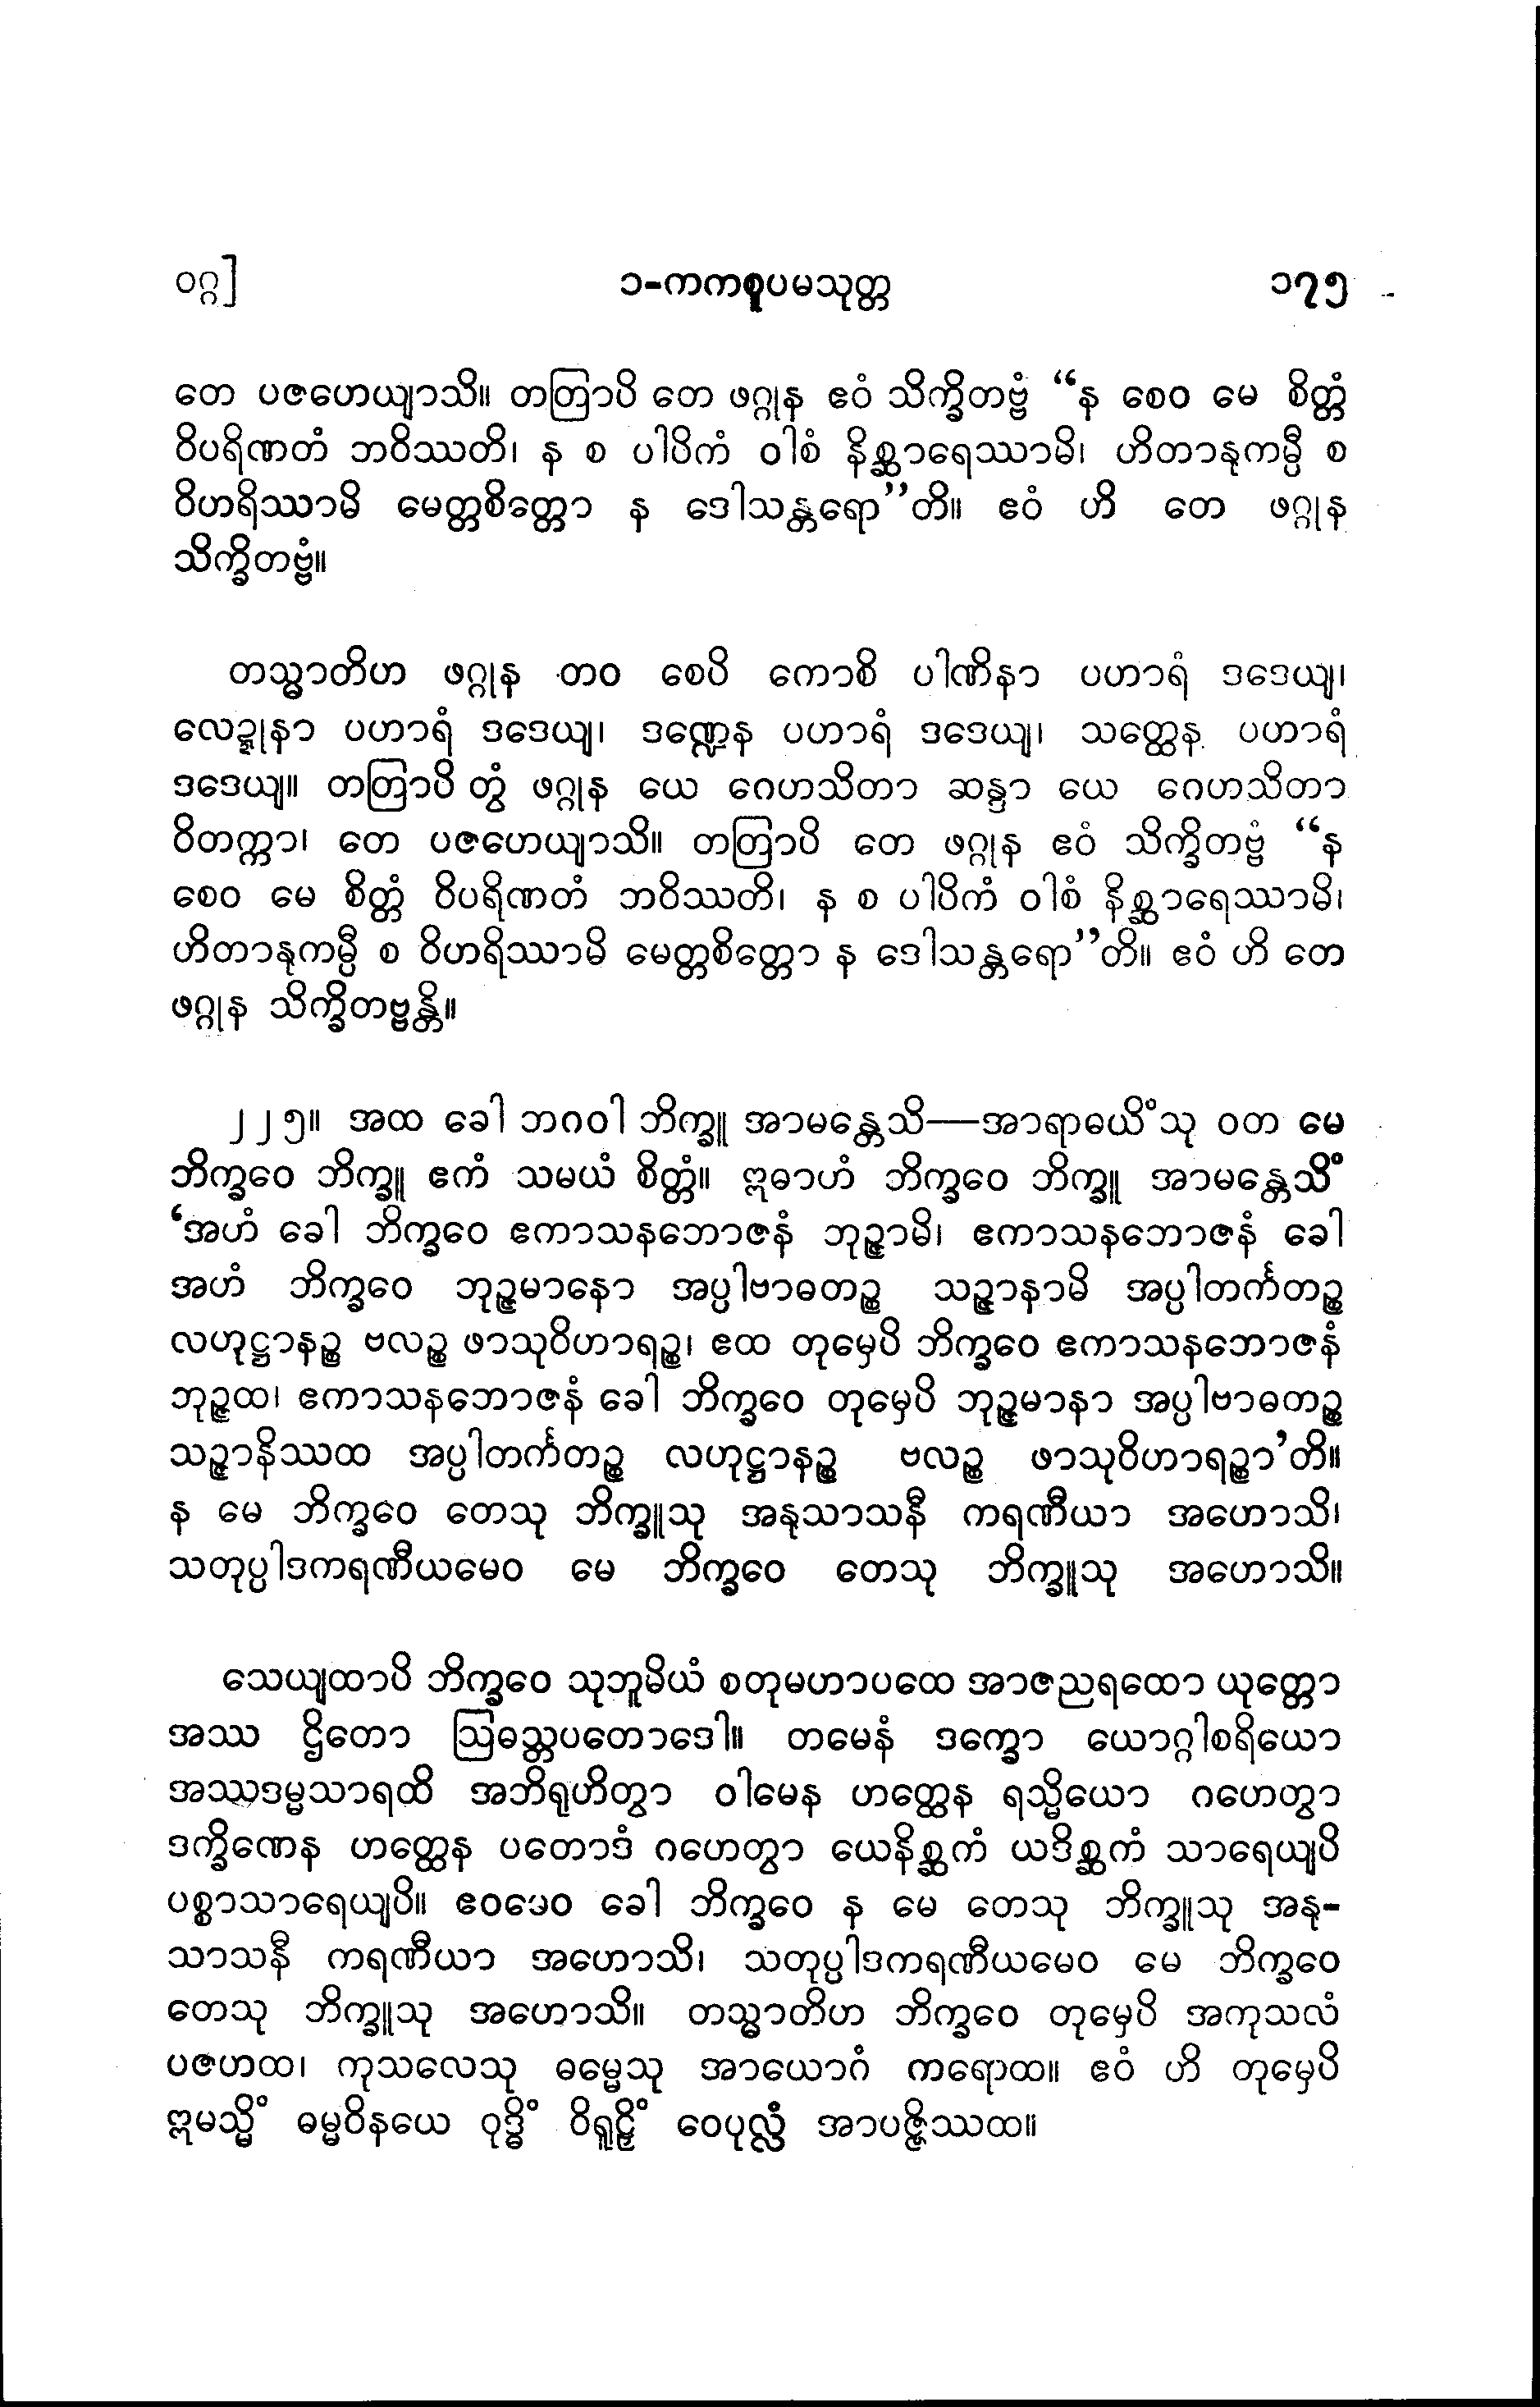 ဝဂ္ဂ]
၁-ကကစူပမသုတ္တ
၁၇၅
တေ ပဇဟေယျာသိ။ တတြာပိ တေ ဖဂ္ဂုန ဧဝံ သိက္ခိတဗ္ဗံ “န စေဝ မေ စိတ္တံ
ဝိပရိဏတံ ဘဝိဿတိ၊ န စ ပါပိကံ ဝါစံ နိစ္ဆာရေဿာမိ၊ ဟိတာနုကမ္ပီ စ
ဝိဟရိဿာမိ မေတ္တစိတ္တော န ဒေါသန္တရော”တိ။ ဧဝံ ဟိ တေ ဖဂ္ဂုန
သိက္ခိတဗ္ဗံ။
တသ္မာတိဟ ဖဂ္ဂုန တဝ စေပိ ကောစိ ပါဏိနာ ပဟာရံ ဒဒေယျ၊
လေဍ္ဍုနာ ပဟာရံ ဒဒေယျ၊ ဒဏ္ဍေန ပဟာရံ ဒဒေယျ၊ သတ္ထေန ပဟာရံ
ဒဒေယျ။ တတြာပိ တွံ ဖဂ္ဂုန ယေ ဂေဟသိတာ ဆန္ဒာ ယေ ဂေဟသိတာ
ဝိတက္ကာ၊ တေ ပဇဟေယျာသိ။ တတြာပိ တေ ဖဂ္ဂုန ဧဝံ သိက္ခိတဗ္ဗံ “န
စေဝ မေ စိတ္တံ ဝိပရိဏတံ ဘဝိဿတိ၊ န စ ပါပိကံ ဝါစံ နိစ္ဆာရေဿာမိ၊
ဟိတာနုကမ္ပီ စ ဝိဟရိဿာမိ မေတ္တစိတ္တော န ဒေါသန္တရော”တိ။ ဧဝံ ဟိ တေ
ဖဂ္ဂုန သိက္ခိတဗ္ဗန္တိ။
၂၂၅။ အထ ခေါ ဘဂဝါ ဘိက္ခူ အာမန္တေသိ—အာရာဓယိံသု ဝတ မေ
ဘိက္ခဝေ ဘိက္ခူ ဧကံ သမယံ စိတ္တံ။ ဣဓာဟံ ဘိက္ခဝေ ဘိက္ခူ အာမန္တေသိံ
‘အဟံ ခေါ ဘိက္ခဝေ ဧကာသနဘောဇနံ ဘုဉ္ဇာမိ၊ ဧကာသနဘောဇနံ ခေါ
အဟံ ဘိက္ခဝေ ဘုဉ္ဇမာနော အပ္ပါဗာဓတဉ္စ သဉ္ဇာနာမိ အပ္ပါတင်္ကတဉ္စ
လဟုဋ္ဌာနဉ္စ ဗလဉ္စ ဖာသုဝိဟာရဉ္စ၊ ဧထ တုမှေပိ ဘိက္ခဝေ ဧကာသနဘောဇနံ
ဘုဉ္ဇထ၊ ဧကာသနဘောဇနံ ခေါ ဘိက္ခဝေ တုမှေပိ ဘုဉ္ဇမာနာ အပ္ပါဗာဓတဉ္စ
သဉ္ဇာနိဿထ အပ္ပါတင်္ကတဉ္စ လဟုဋ္ဌာနဉ္စ ဗလဉ္စ ဖာသုဝိဟာရဉ္စာ’တိ။
န မေ ဘိက္ခဝေ တေသု ဘိက္ခူသု အနုသာသနီ ကရဏီယာ အဟောသိ၊
သတုပ္ပါဒကရဏီယမေဝ မေ ဘိက္ခဝေ တေသု ဘိက္ခူသု အဟောသိ။
သေယျထာပိ ဘိက္ခဝေ သုဘူမိယံ စတုမဟာပထေ အာဇညရထော ယုတ္တော
အဿ ဌိတော ဩဓသ္တပတောဒေါ။ တမေနံ ဒက္ခော ယောဂ္ဂါစရိယော
အဿဒမ္မသာရထိ အဘိရုဟိတွာ ဝါမေန ဟတ္ထေန ရသ္မိယော ဂဟေတွာ
ဒက္ခိဏေန ဟတ္ထေန ပတောဒံ ဂဟေတွာ ယေနိစ္ဆကံ ယဒိစ္ဆကံ သာရေယျပိ
ပစ္စာသာရေယျပိ။ ဧဝမေဝ ခေါ ဘိက္ခဝေ န မေ တေသု ဘိက္ခူသု အနု-
သာသနီ ကရဏီယာ အဟောသိ၊ သတုပ္ပါဒကရဏီယမေဝ မေ ဘိက္ခဝေ
တေသု ဘိက္ခူသု အဟောသိ။ တသ္မာတိဟ ဘိက္ခဝေ တုမှေပိ အကုသလံ
ပဇဟထ၊ ကုသလေသု ဓမ္မေသု အာယောဂံ ကရောထ။ ဧဝံ ဟိ တုမှေပိ
ဣမသ္မိံ ဓမ္မဝိနယေ ဝုဒ္ဓိံ ဝိရူဠှိံ ဝေပုလ္လံ အာပဇ္ဇိဿထ။